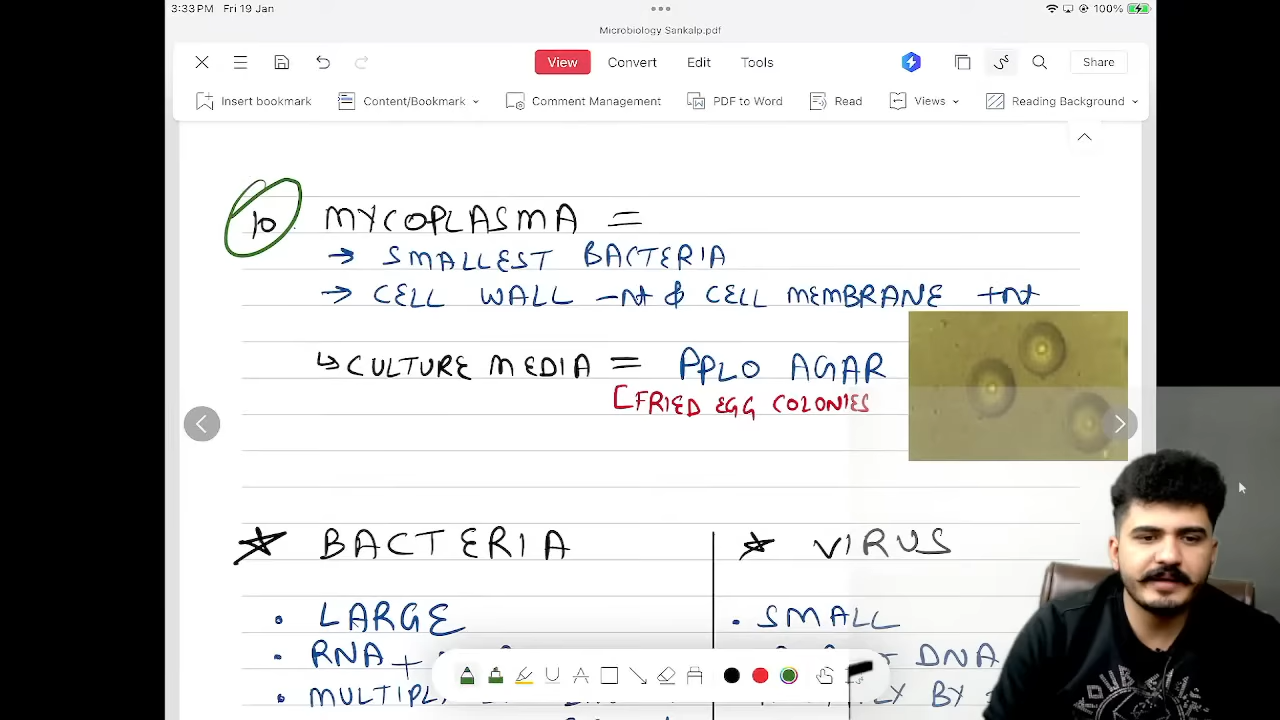 3:33 PM Fri 19 Jan 100%
Microbiology Sankalp.pdf
View Convert Edit Tools Share
Insert bookmark Content/Bookmark Comment Management PDF to Word Read Views Reading Background
10 MYCOPLASMA =
→ SMALLEST BACTERIA
→ CELL WALL -nt & CELL MEMBRANE +nt
↳ CULTURE MEDIA = PPLO AGAR
[FRIED EGG COLONIES
★ BACTERIA
• LARGE
• RNA +
★ VIRUS
• SMALL
DNA
BY